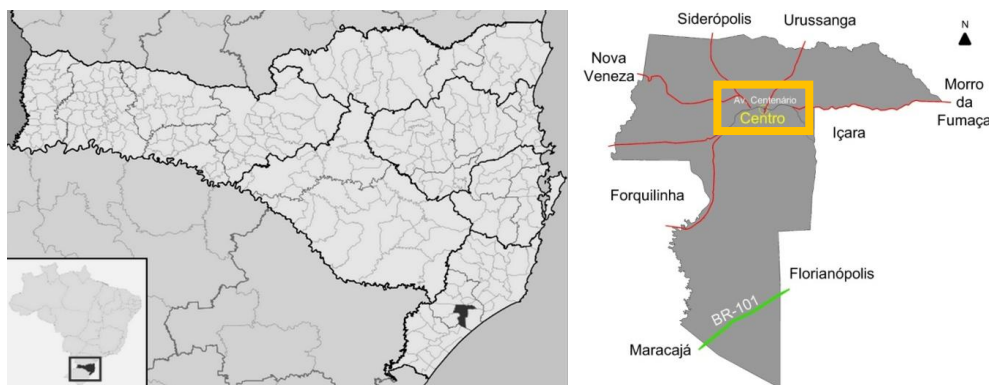 Siderópolis
Urussanga
N
Nova
Veneza
Av. Centenário
Centro
Morro
da
Fumaça
Içara
Forquilinha
Florianópolis
BR-101
Maracajá